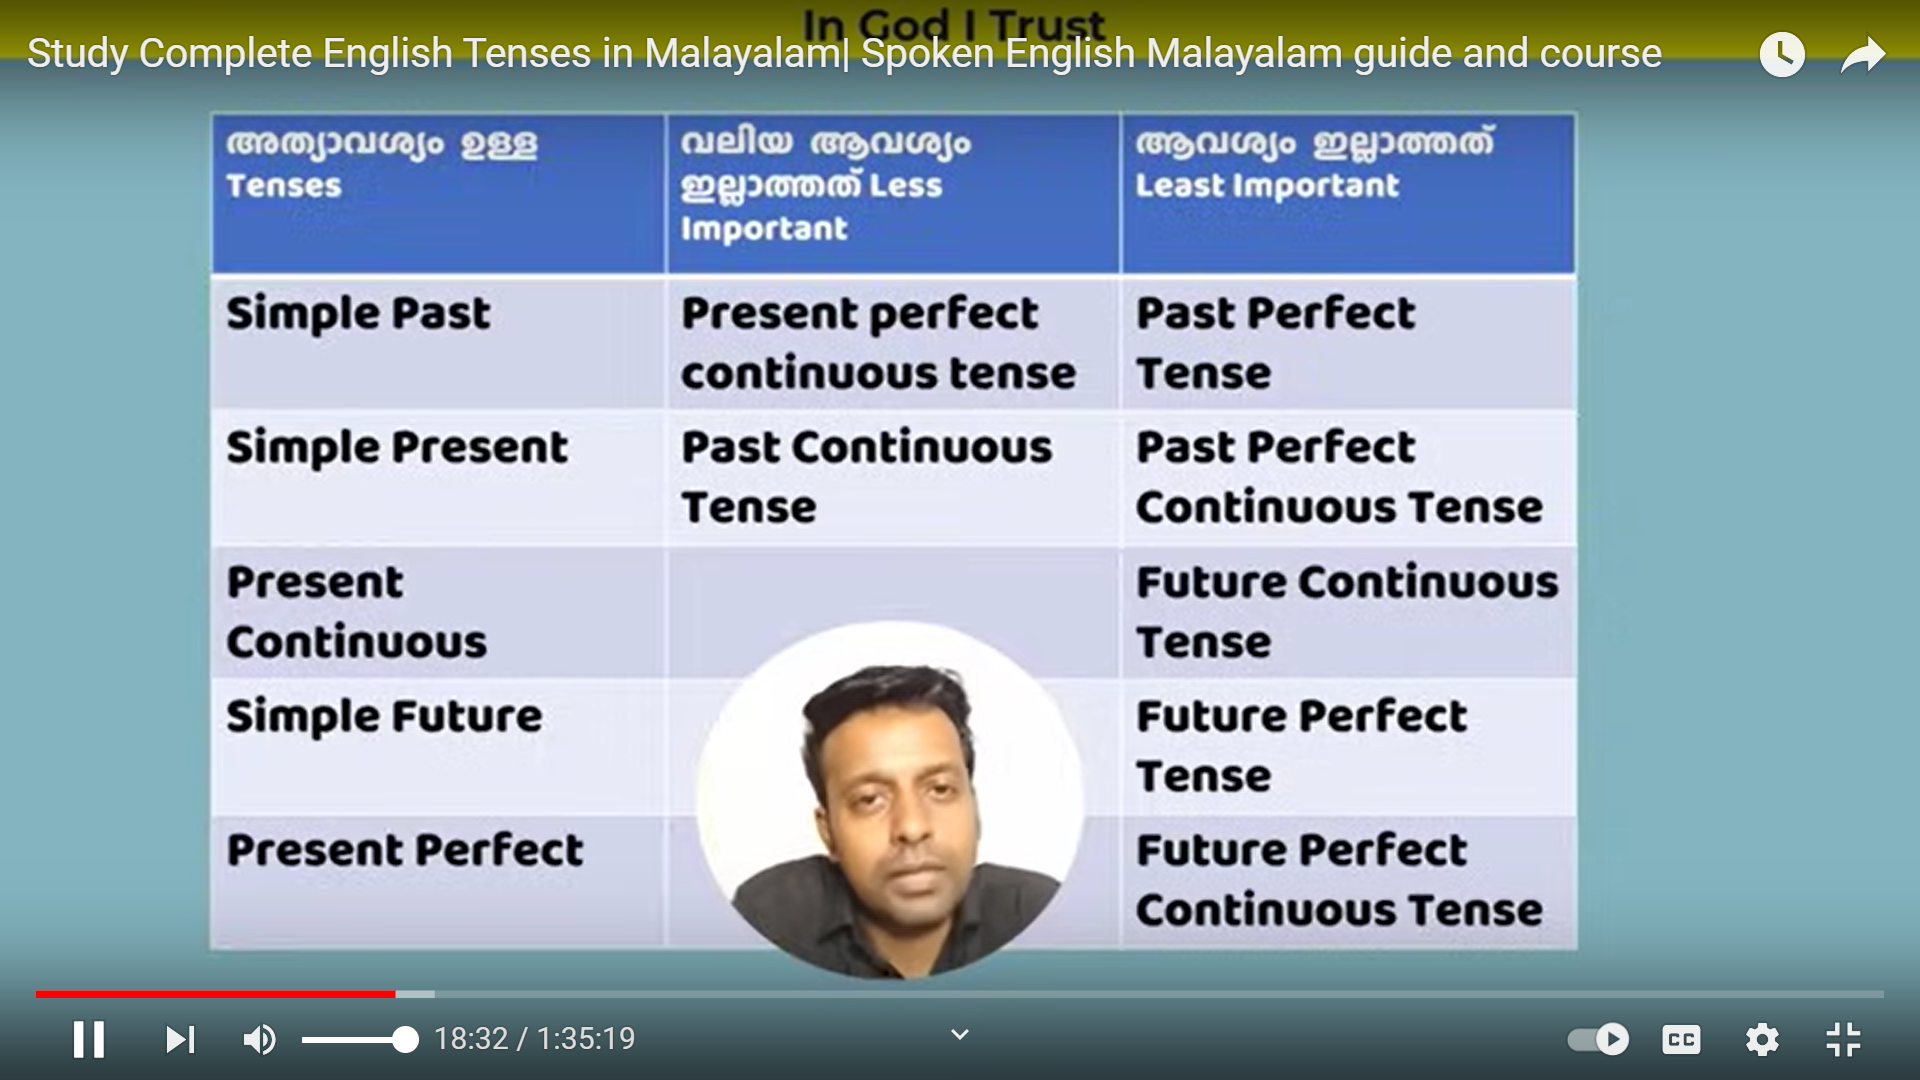 In God I Trust
Study Complete English Tenses in Malayalam| Spoken English Malayalam guide and course
അത്യാവശ്യം ഉള്ള
Tenses
വലിയ ആവശ്യം
ഇല്ലാത്തത് Less
Important
ആവശ്യം ഇല്ലാത്തത്
Least Important
Simple Past
Present perfect
continuous tense
Past Perfect
Tense
Simple Present
Past Continuous
Tense
Past Perfect
Continuous Tense
Present
Continuous
Future Continuous
Tense
Simple Future
Future Perfect
Tense
Present Perfect
Future Perfect
Continuous Tense
18:32 / 1:35:19
CC